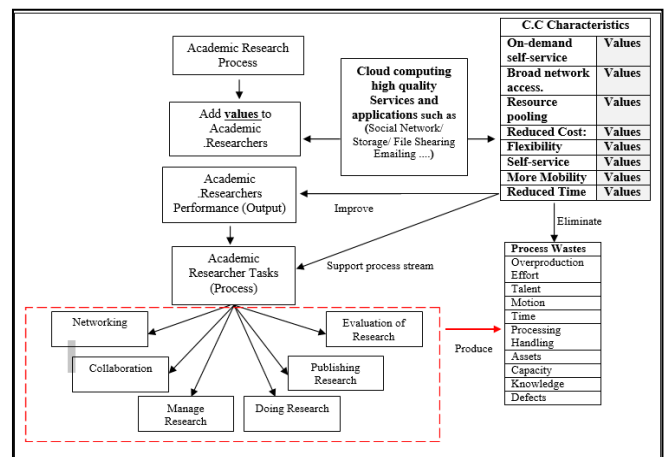 Academic Research
Process
Add values to
Academic
.Researchers
Cloud computing
high quality
Services and
applications such as
(Social Network/
Storage/ File Shearing
Emailing ....)
C.C Characteristics
On-demand
self-service
Values
Broad network
access.
Values
Resource
pooling
Values
Reduced Cost:
Values
Flexibility
Values
Self-service
Values
More Mobility
Values
Reduced Time
Values
Academic
.Researchers
Performance (Output)
Improve
Eliminate
Academic
Researcher Tasks
(Process)
Support process stream
Process Wastes
Overproduction
Effort
Talent
Motion
Time
Processing
Handling
Assets
Capacity
Knowledge
Defects
Networking
Evaluation of
Research
Produce
Collaboration
Publishing
Research
Manage
Research
Doing Research